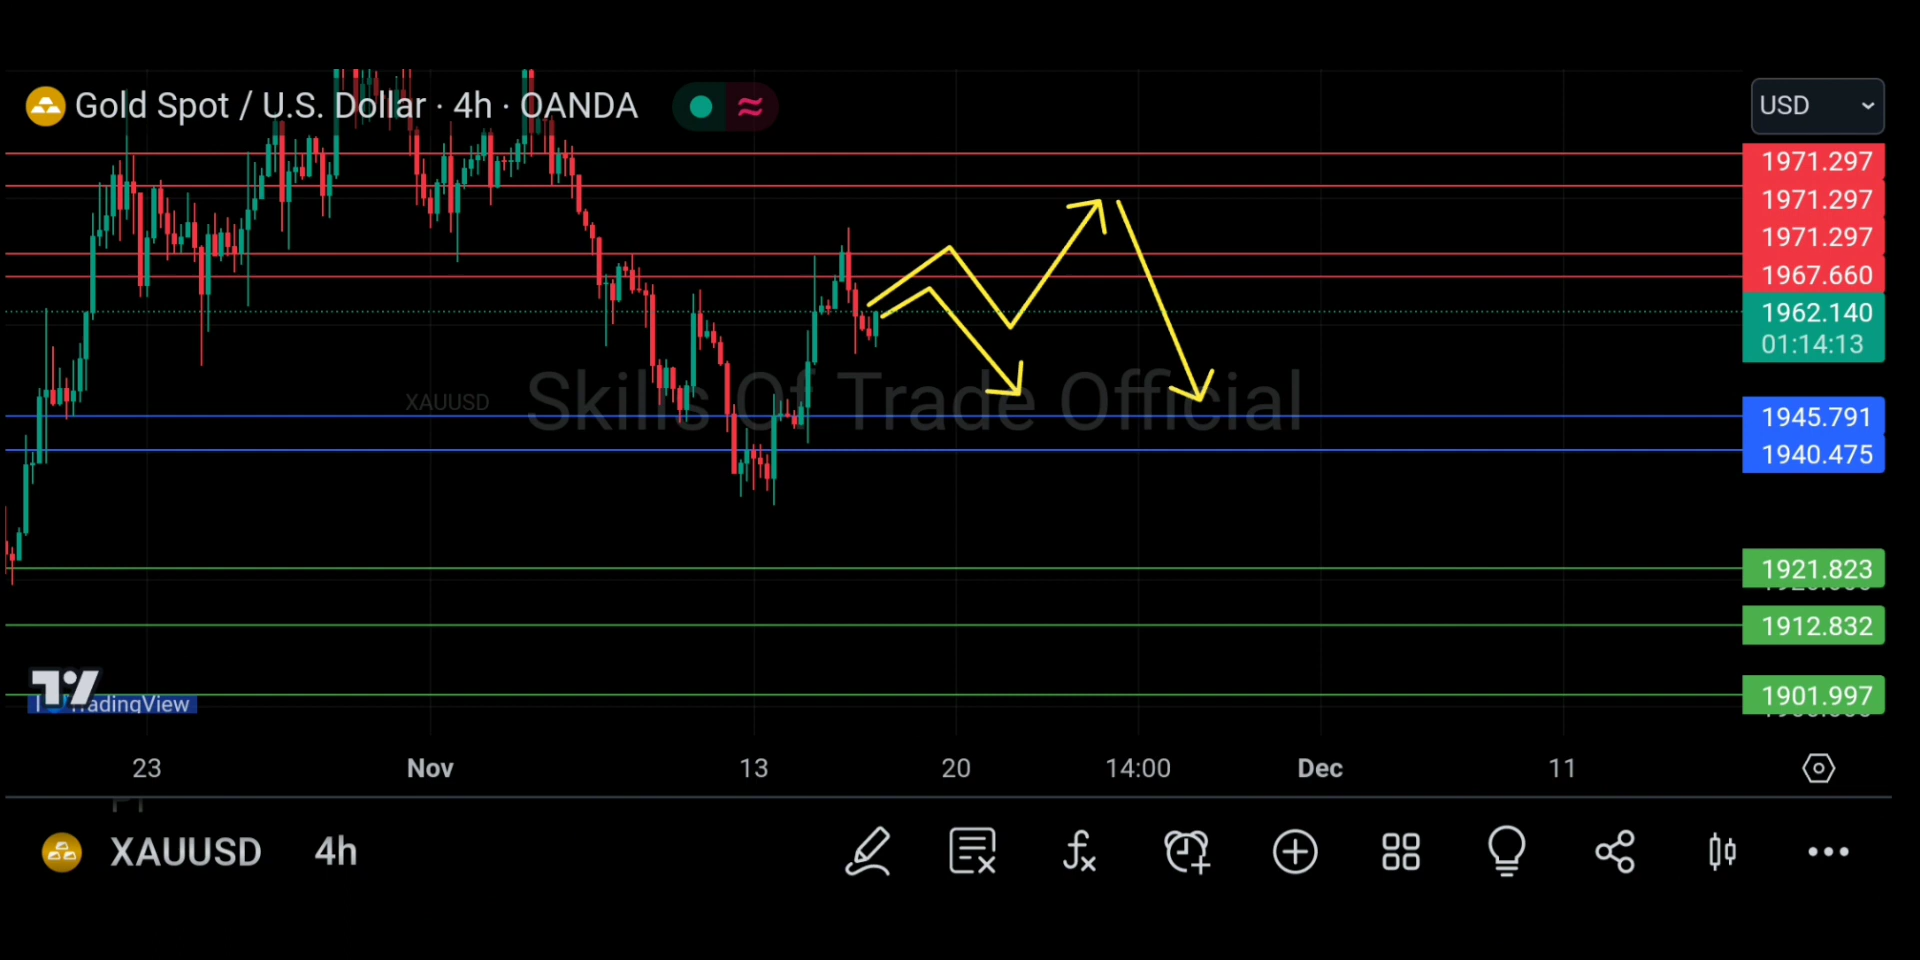 Gold Spot / U.S. Dollar · 4h · OANDA
USD
1971.297
1971.297
1971.297
1967.660
1962.140
01:14:13
XAUUSD
Skills Of Trade Official
1945.791
1940.475
1921.823
1912.832
1901.997
TradingView
23 Nov 13 20 14:00 Dec 11
XAUUSD 4h